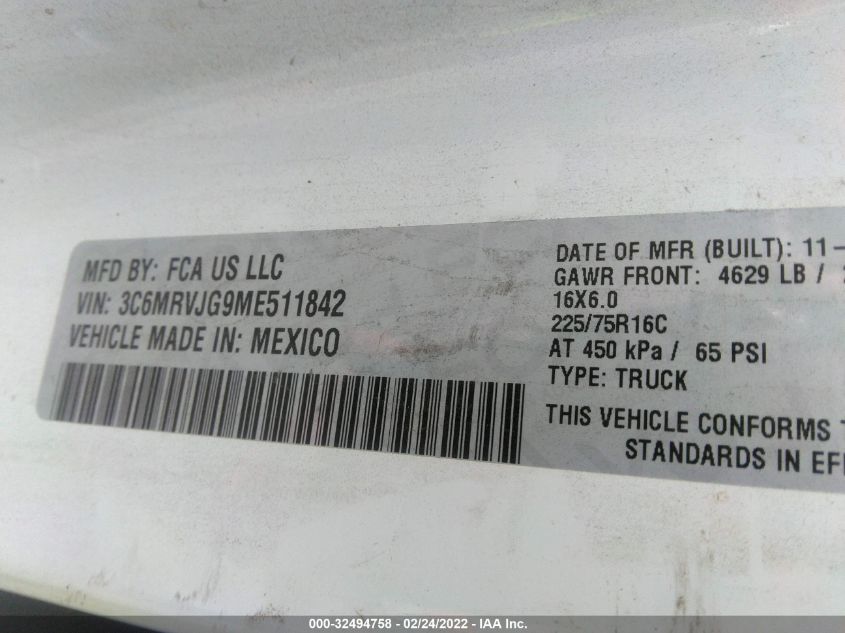 MFD BY: FCA US LLC
VIN: 3C6MRVJG9ME511842
VEHICLE MADE IN: MEXICO
DATE OF MFR (BUILT): 11-
GAWR FRONT: 4629 LB /
16X6.0
225/75R16C
AT 450 kPa / 65 PSI
TYPE: TRUCK
THIS VEHICLE CONFORMS
STANDARDS IN
000-32494758 - 02/24/2022 - IAA Inc.